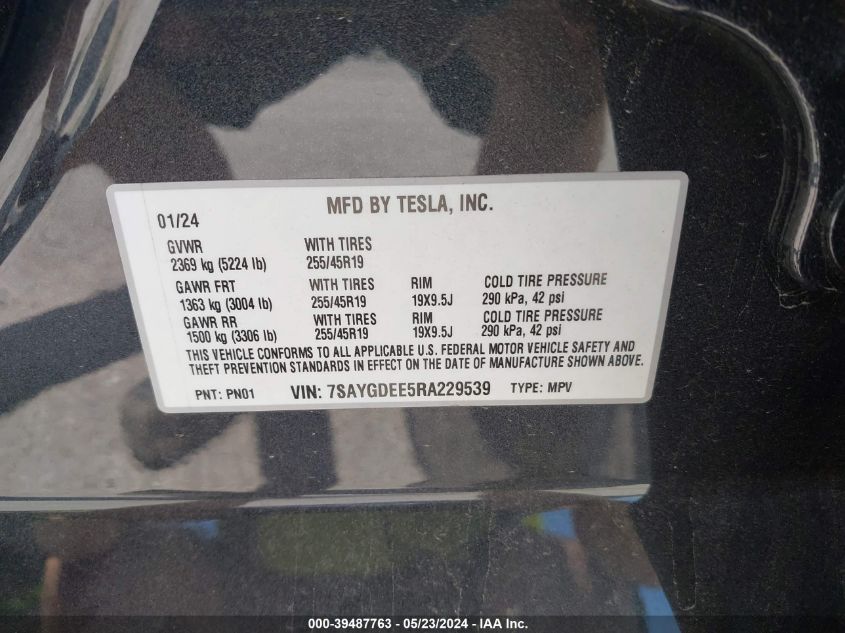 MFD BY TESLA, INC.
01/24
GVWR WITH TIRES
2369 kg (5224 lb) 255/45R19
GAWR FRT WITH TIRES RIM COLD TIRE PRESSURE
1363 kg (3004 lb) 255/45R19 19X9.5J 290 kPa, 42 psi
GAWR RR WITH TIRES RIM COLD TIRE PRESSURE
1500 kg (3306 lb) 255/45R19 19X9.5J 290 kPa, 42 psi
THIS VEHICLE CONFORMS TO ALL APPLICABLE U.S. FEDERAL MOTOR VEHICLE SAFETY AND
THEFT PREVENTION STANDARDS IN EFFECT ON THE DATE OF MANUFACTURE SHOWN ABOVE.
PNT: PN01 VIN: 7SAYGDEE5RA229539 TYPE: MPV
000-39487763 - 05/23/2024 - IAA Inc.